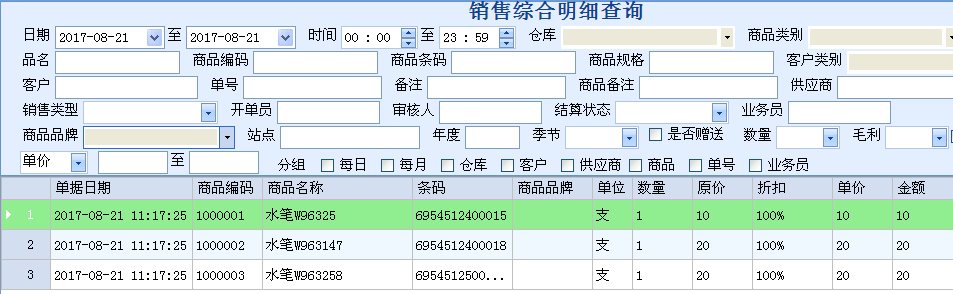 销售综合明细查询
日期 2017-08-21 至 2017-08-21 时间 00 : 00 至 23 : 59 仓库 商品类别
品名 商品编码 商品条码 商品规格 客户类别
客户 单号 备注 商品备注 供应商
销售类型 开单员 审核人 结算状态 业务员
商品品牌 站点 年度 季节 是否赠送 数量 毛利
单价 至 分组 每日 每月 仓库 客户 供应商 商品 单号 业务员
单据日期 商品编码 商品名称 条码 商品品牌 单位 数量 原价 折扣 单价 金额
1 2017-08-21 11:17:25 1000001 水笔W96325 6954512400015 支 1 10 100% 10 10
2 2017-08-21 11:17:25 1000002 水笔W963147 6954512400018 支 1 20 100% 20 20
3 2017-08-21 11:17:25 1000003 水笔W963258 6954512500... 支 1 20 100% 20 20